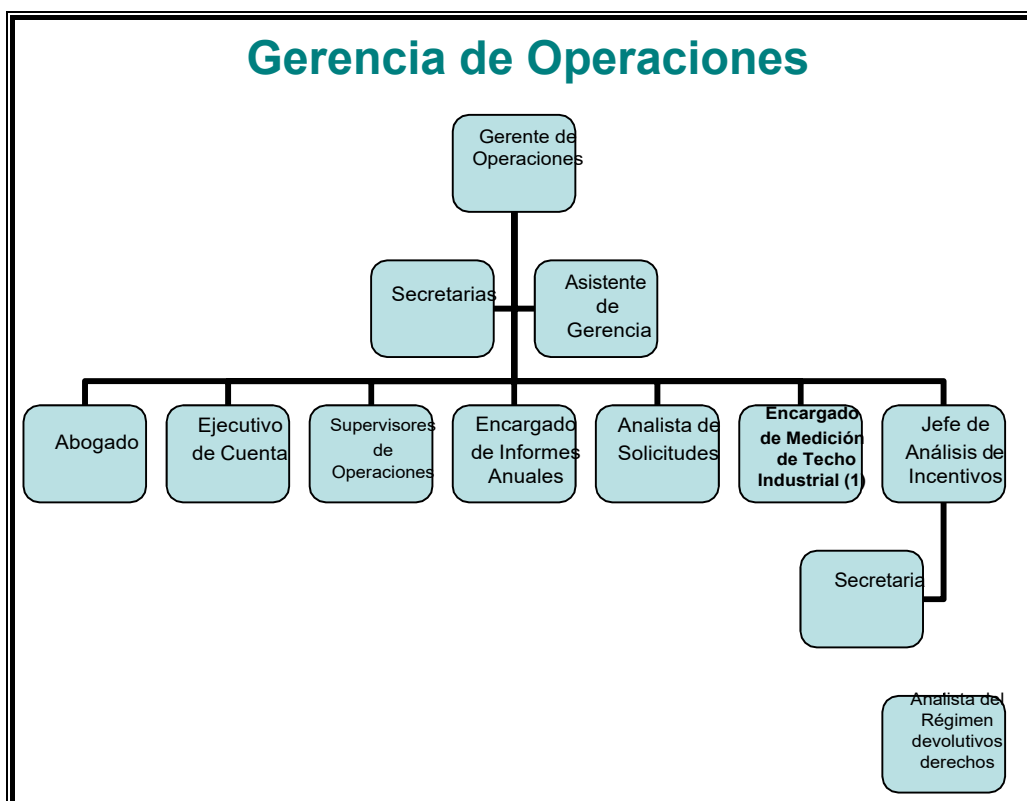 Gerencia de Operaciones
Gerente de
Operaciones
Secretarias
Asistente
de
Gerencia
Abogado
Ejecutivo
de Cuenta
Supervisores
de
Operaciones
Encargado
de Informes
Anuales
Analista de
Solicitudes
Encargado
de Medición
de Techo
Industrial (1)
Jefe de
Análisis de
Incentivos
Secretaria
Analista del
Régimen
devolutivos
derechos